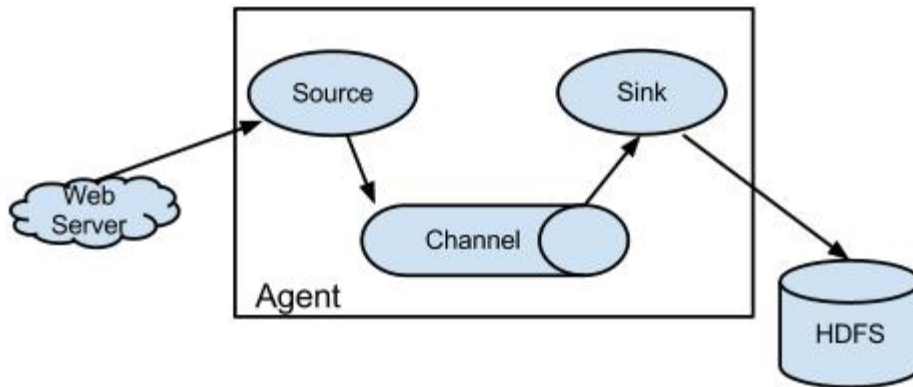 Source
Sink
Web
Server
Channel
Agent
HDFS